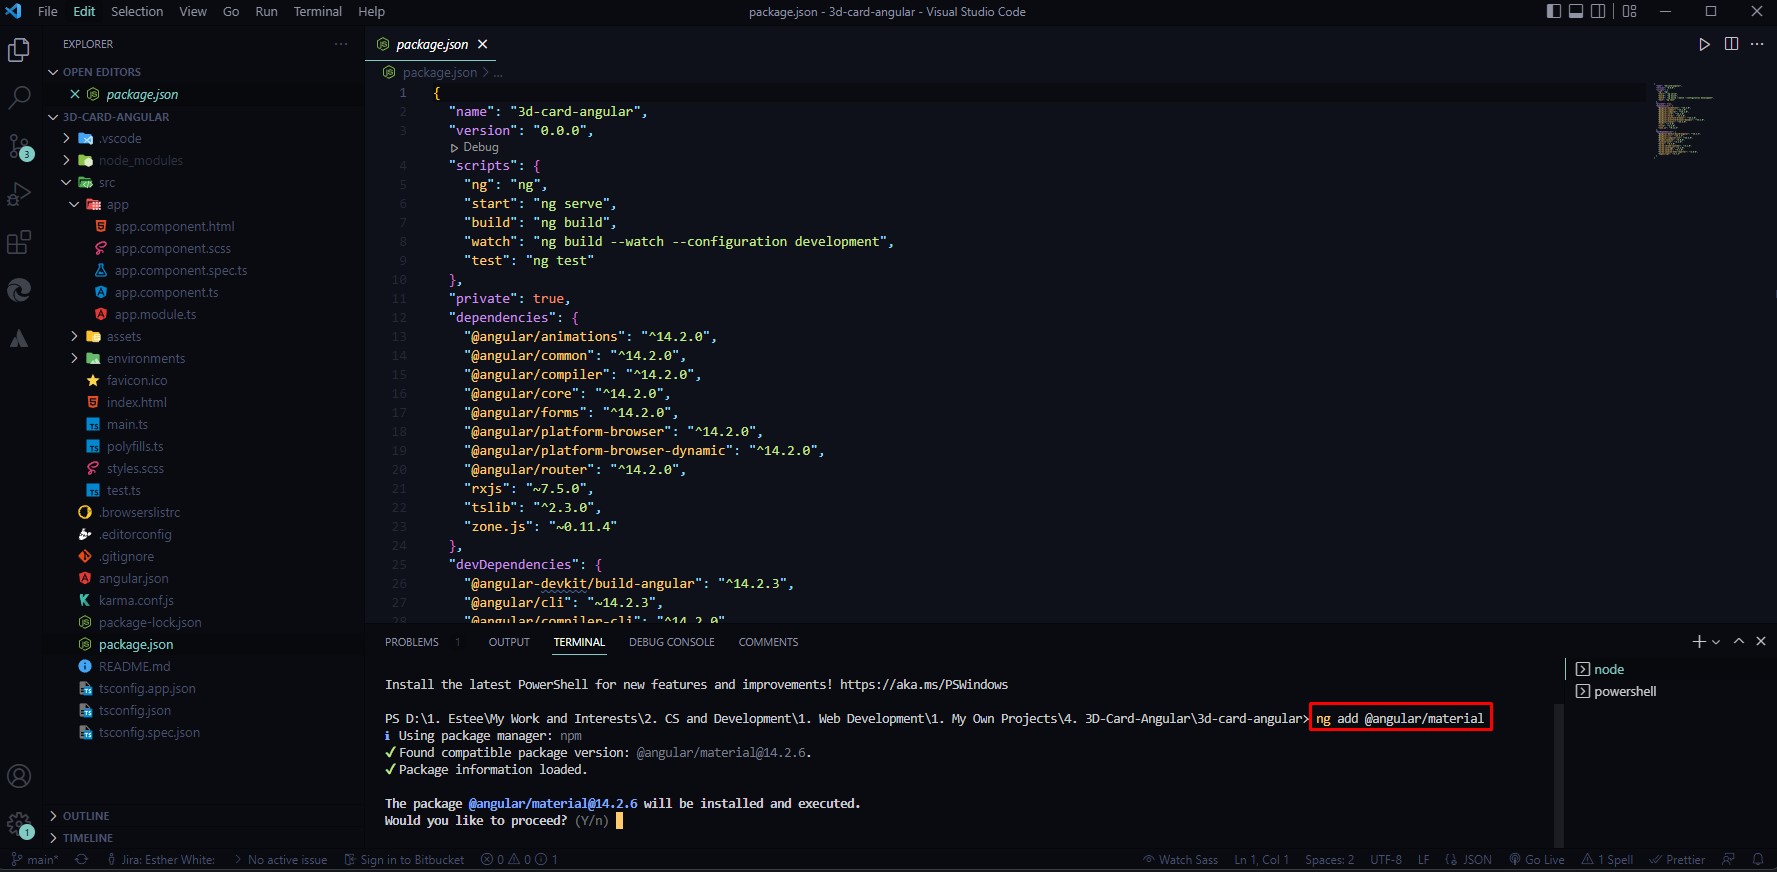 File Edit Selection View Go Run Terminal Help
package.json - 3d-card-angular - Visual Studio Code
EXPLORER
OPEN EDITORS
package.json
3D-CARD-ANGULAR
.vscode
node_modules
src
app
app.component.html
app.component.scss
app.component.spec.ts
app.component.ts
app.module.ts
assets
environments
favicon.ico
index.html
main.ts
polyfills.ts
styles.scss
test.ts
.browserslistrc
.editorconfig
.gitignore
angular.json
karma.conf.js
package-lock.json
package.json
README.md
tsconfig.app.json
tsconfig.json
tsconfig.spec.json
OUTLINE
TIMELINE
3
1
package.json
package.json > ...
1 {
2 "name": "3d-card-angular",
3 "version": "0.0.0",
Debug
4 "scripts": {
5 "ng": "ng",
6 "start": "ng serve",
7 "build": "ng build",
8 "watch": "ng build --watch --configuration development",
9 "test": "ng test"
10 },
11 "private": true,
12 "dependencies": {
13 "@angular/animations": "^14.2.0",
14 "@angular/common": "^14.2.0",
15 "@angular/compiler": "^14.2.0",
16 "@angular/core": "^14.2.0",
17 "@angular/forms": "^14.2.0",
18 "@angular/platform-browser": "^14.2.0",
19 "@angular/platform-browser-dynamic": "^14.2.0",
20 "@angular/router": "^14.2.0",
21 "rxjs": "~7.5.0",
22 "tslib": "^2.3.0",
23 "zone.js": "~0.11.4"
24 },
25 "devDependencies": {
26 "@angular-devkit/build-angular": "^14.2.3",
27 "@angular/cli": "~14.2.3",
28 "@angular/compiler-cli": "^14.2.0"
PROBLEMS 1 OUTPUT TERMINAL DEBUG CONSOLE COMMENTS
Install the latest PowerShell for new features and improvements! https://aka.ms/PSWindows
PS D:\1. Estee\My Work and Interests\2. CS and Development\1. Web Development\1. My Own Projects\4. 3D-Card-Angular\3d-card-angular> ng add @angular/material
i Using package manager: npm
✔ Found compatible package version: @angular/material@14.2.6.
✔ Package information loaded.
The package @angular/material@14.2.6 will be installed and executed.
Would you like to proceed? (Y/n)
node
powershell
main* Jira: Esther White: > No active issue Sign in to Bitbucket 0 0 1 Watch Sass Ln 1, Col 1 Spaces: 2 UTF-8 LF JSON Go Live 1 Spell Prettier